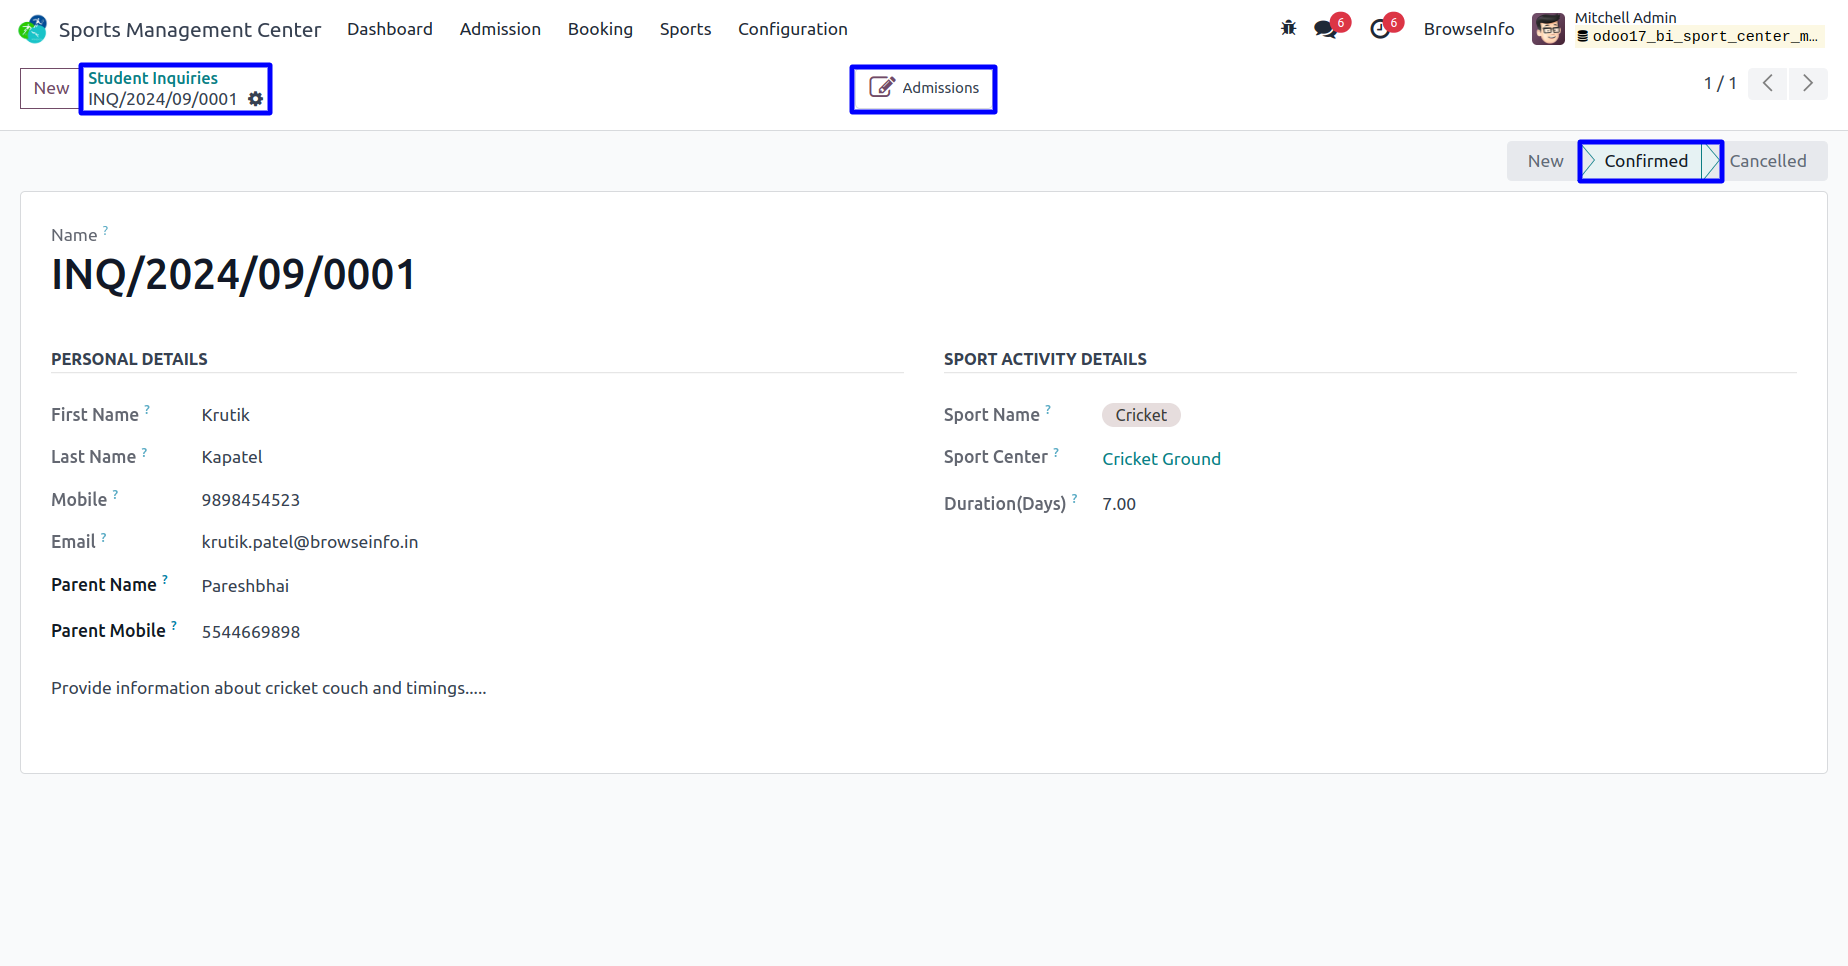 Sports Management Center Dashboard Admission Booking Sports Configuration 6 6 BrowseInfo Mitchell Admin
odoo17_bi_sport_center_m...
New Student Inquiries Admissions 1 / 1
INQ/2024/09/0001
New Confirmed Cancelled
Name ?
INQ/2024/09/0001
PERSONAL DETAILS
First Name ? Krutik
Last Name ? Kapatel
Mobile ? 9898454523
Email ? krutik.patel@browseinfo.in
Parent Name ? Pareshbhai
Parent Mobile ? 5544669898
Provide information about cricket couch and timings.....
SPORT ACTIVITY DETAILS
Sport Name ? Cricket
Sport Center ? Cricket Ground
Duration(Days) ? 7.00